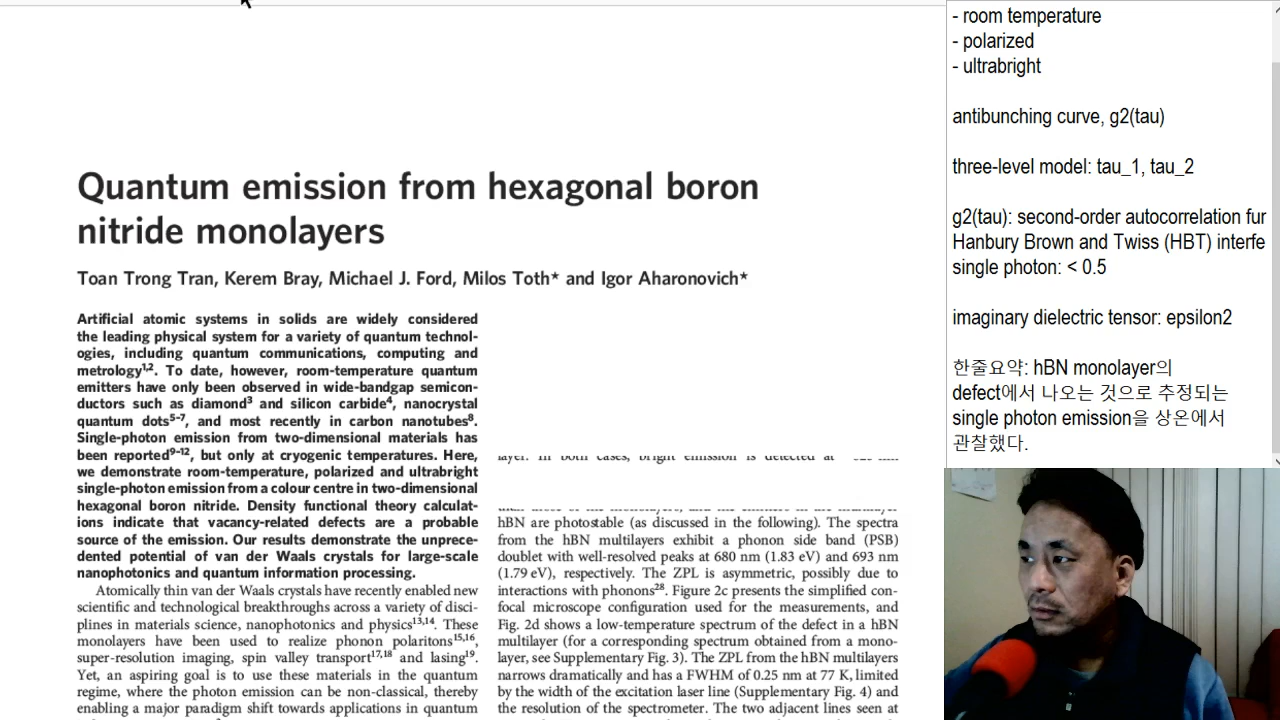 Quantum emission from hexagonal boron
nitride monolayers
Toan Trong Tran, Kerem Bray, Michael J. Ford, Milos Toth* and Igor Aharonovich*
Artificial atomic systems in solids are widely considered
the leading physical system for a variety of quantum technol-
ogies, including quantum communications, computing and
metrology1,2. To date, however, room-temperature quantum
emitters have only been observed in wide-bandgap semicon-
ductors such as diamond3 and silicon carbide4, nanocrystal
quantum dots5–7, and most recently in carbon nanotubes8.
Single-photon emission from two-dimensional materials has
been reported9–12, but only at cryogenic temperatures. Here,
we demonstrate room-temperature, polarized and ultrabright
single-photon emission from a colour centre in two-dimensional
hexagonal boron nitride. Density functional theory calculat-
ions indicate that vacancy-related defects are a probable
source of the emission. Our results demonstrate the unprece-
dented potential of van der Waals crystals for large-scale
nanophotonics and quantum information processing.
Atomically thin van der Waals crystals have recently enabled new
scientific and technological breakthroughs across a variety of disci-
plines in materials science, nanophotonics and physics13,14. These
monolayers have been used to realize phonon polaritons15,16,
super-resolution imaging, spin valley transport17,18 and lasing19.
Yet, an aspiring goal is to use these materials in the quantum
regime, where the photon emission can be non-classical, thereby
enabling a major paradigm shift towards applications in quantum
layer. In both cases, bright emission is detected at
hBN are photostable (as discussed in the following). The spectra
from the hBN multilayers exhibit a phonon side band (PSB)
doublet with well-resolved peaks at 680 nm (1.83 eV) and 693 nm
(1.79 eV), respectively. The ZPL is asymmetric, possibly due to
interactions with phonons28. Figure 2c presents the simplified con-
focal microscope configuration used for the measurements, and
Fig. 2d shows a low-temperature spectrum of the defect in a hBN
multilayer (for a corresponding spectrum obtained from a mono-
layer, see Supplementary Fig. 3). The ZPL from the hBN multilayers
narrows dramatically and has a FWHM of 0.25 nm at 77 K, limited
by the width of the excitation laser line (Supplementary Fig. 4) and
the resolution of the spectrometer. The two adjacent lines seen at
- room temperature
- polarized
- ultrabright
antibunching curve, g2(tau)
three-level model: tau_1, tau_2
g2(tau): second-order autocorrelation fur
Hanbury Brown and Twiss (HBT) interfe
single photon: < 0.5
imaginary dielectric tensor: epsilon2
한줄요약: hBN monolayer의
defect에서 나오는 것으로 추정되는
single photon emission을 상온에서
관찰했다.